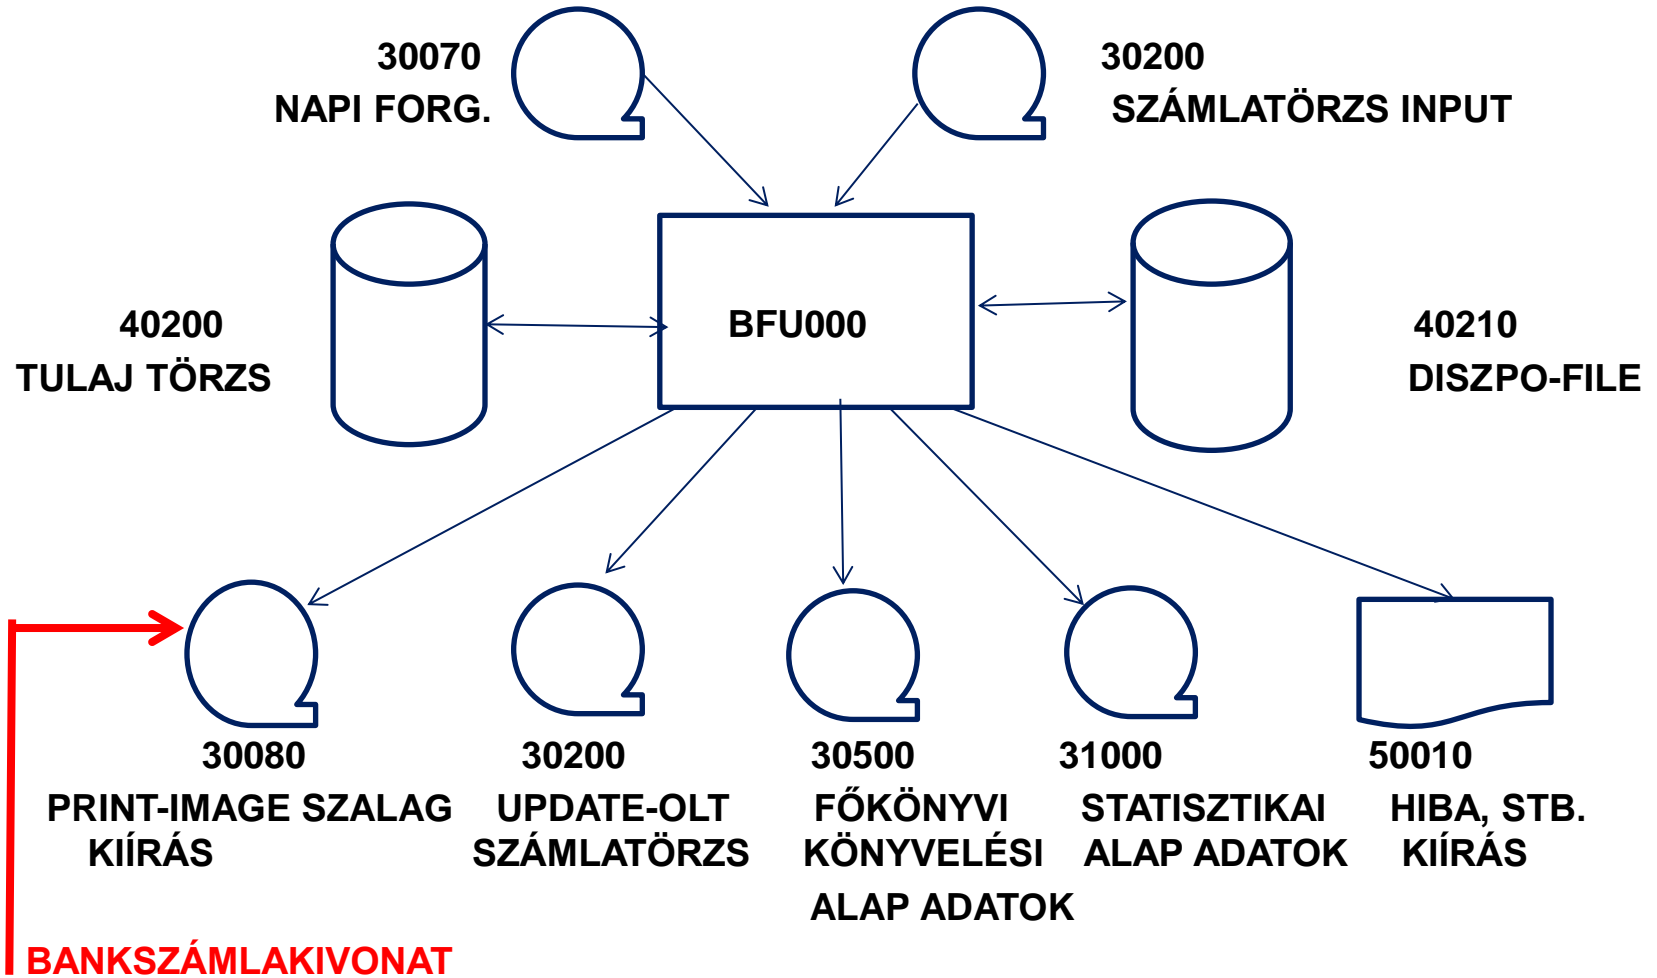 30070
NAPI FORG.
30200
SZÁMLATÖRZS INPUT
40200
TULAJ TÖRZS
BFU000
40210
DISZPO-FILE
30080
PRINT-IMAGE SZALAG
KIÍRÁS
30200
UPDATE-OLT
SZÁMLATÖRZS
30500
FŐKÖNYVI
KÖNYVELÉSI
ALAP ADATOK
31000
STATISZTIKAI
ALAP ADATOK
50010
HIBA, STB.
KIÍRÁS
BANKSZÁMLAKIVONAT